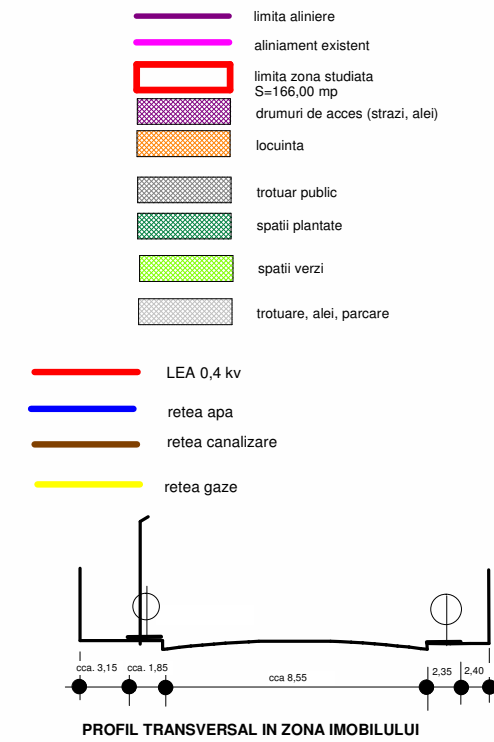 limita aliniere
aliniament existent
limita zona studiata
S=166,00 mp
drumuri de acces (strazi, alei)
locuinta
trotuar public
spatii plantate
spatii verzi
trotuare, alei, parcare
LEA 0,4 kv
retea apa
retea canalizare
retea gaze
cca. 3,15 cca. 1,85 cca 8,55 2,35 2,40
PROFIL TRANSVERSAL IN ZONA IMOBILULUI